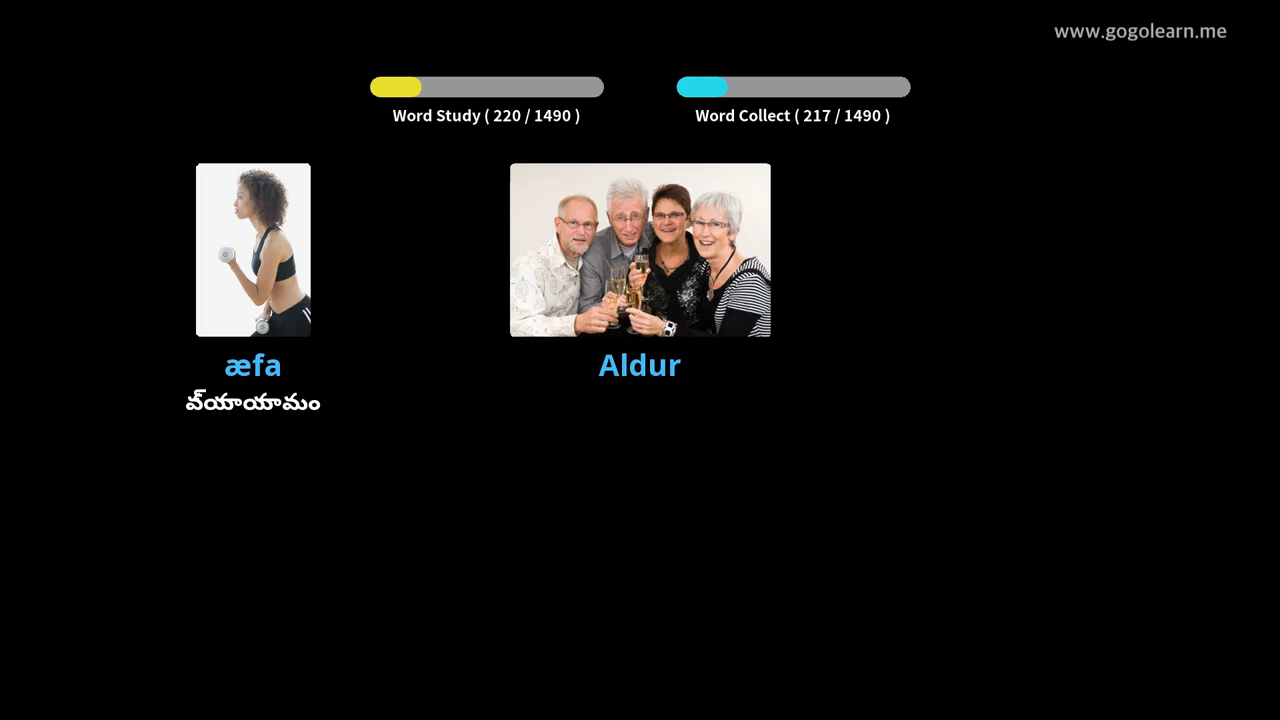 www.gogolearn.me
Word Study ( 220 / 1490 )
Word Collect ( 217 / 1490 )
æfa
Aldur
వ్యాయామం